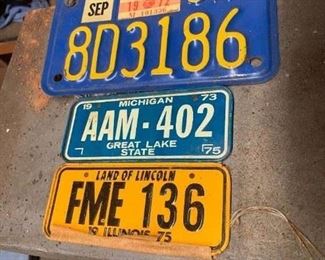 SEP 19 72
8D3186
19 MICHIGAN 73
AAM-402
GREAT LAKE
STATE 75
LAND OF LINCOLN
FME 136
19 ILLINOIS 75